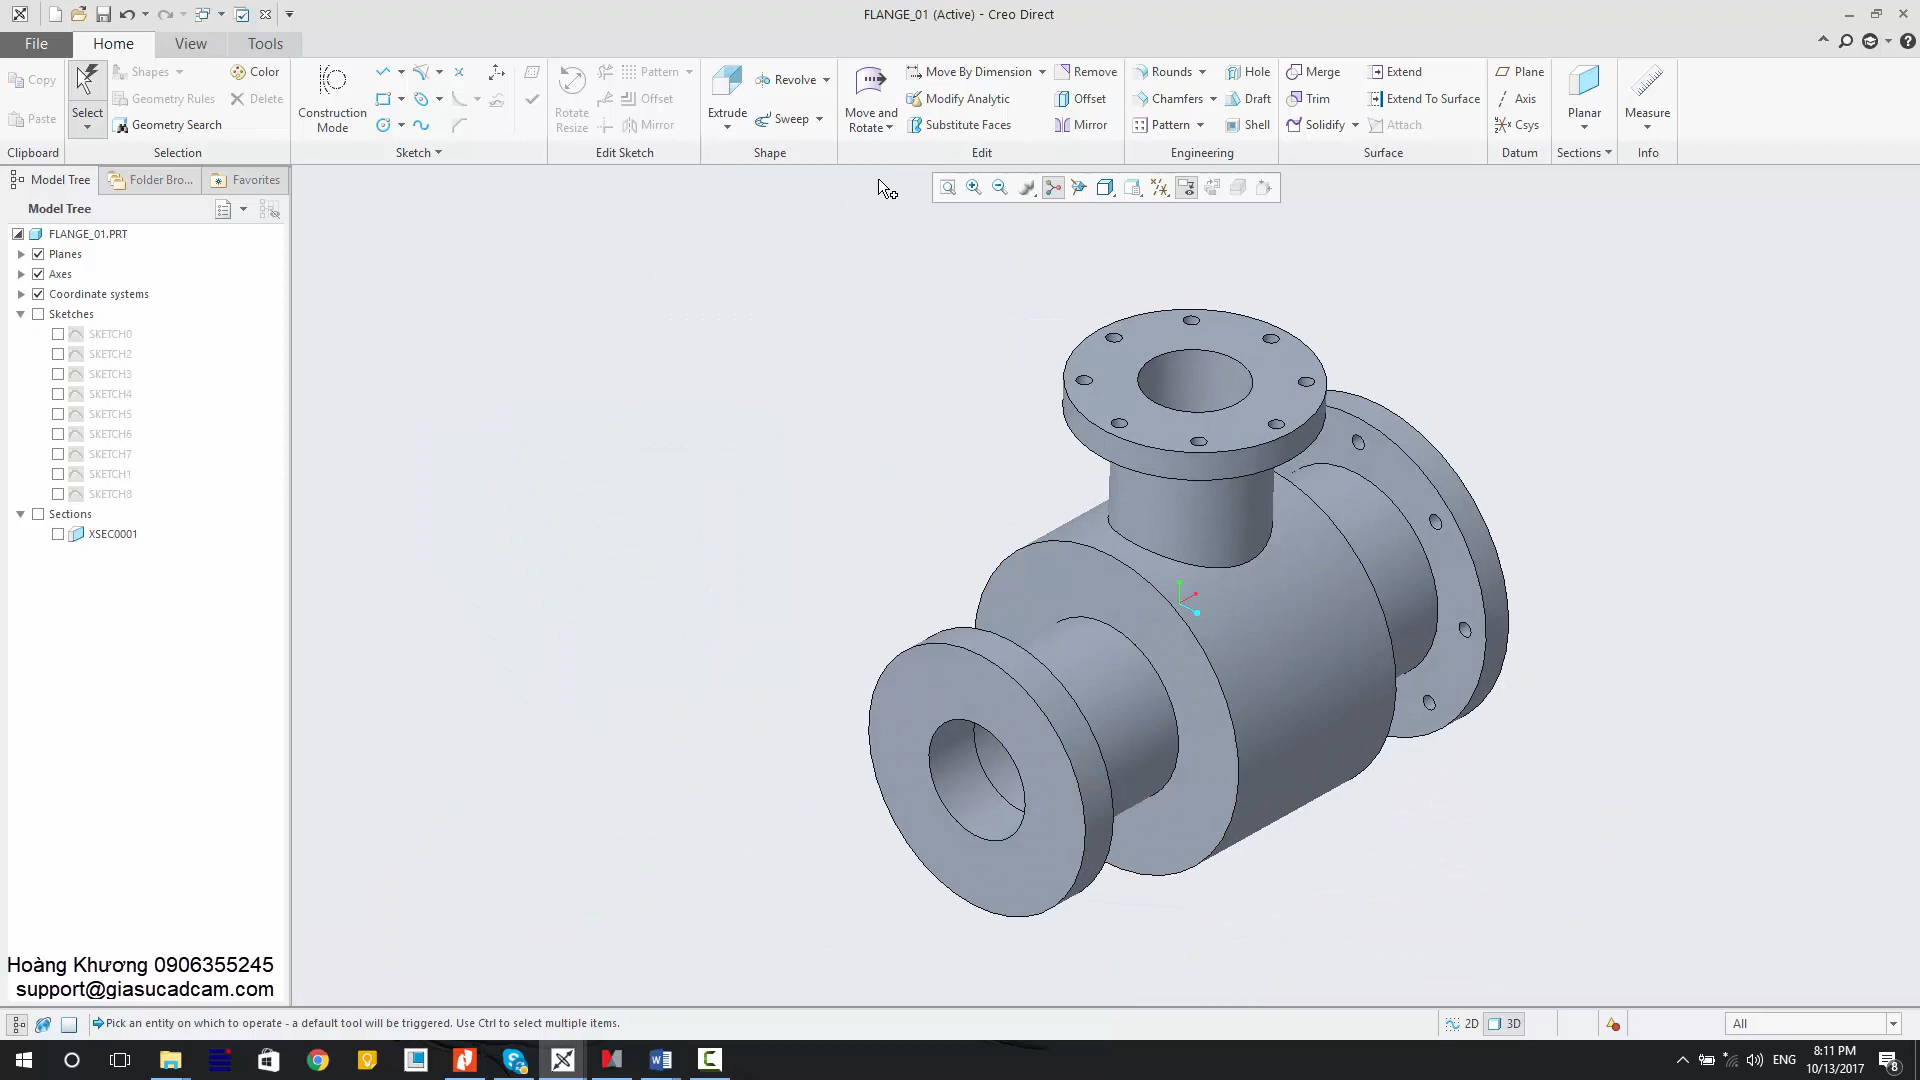 FLANGE_01 (Active) - Creo Direct
File Home View Tools
Copy
Paste
Clipboard
Select
Shapes
Color
Geometry Rules
Delete
Geometry Search
Selection
Construction Mode
Sketch
Rotate Resize
Pattern
Offset
Mirror
Edit Sketch
Extrude
Revolve
Sweep
Shape
Move and Rotate
Move By Dimension
Remove
Modify Analytic
Offset
Substitute Faces
Mirror
Edit
Rounds
Hole
Chamfers
Draft
Pattern
Shell
Engineering
Merge
Extend
Trim
Extend To Surface
Solidify
Attach
Surface
Plane
Axis
Csys
Datum
Planar
Sections
Measure
Info
Model Tree Folder Bro... Favorites
Model Tree
FLANGE_01.PRT
Planes
Axes
Coordinate systems
Sketches
SKETCH0
SKETCH2
SKETCH3
SKETCH4
SKETCH5
SKETCH6
SKETCH7
SKETCH1
SKETCH8
Sections
XSEC0001
Hoàng Khương 0906355245
support@giasucadcam.com
Pick an entity on which to operate - a default tool will be triggered. Use Ctrl to select multiple items.
2D 3D
All
ENG
8:11 PM
10/13/2017
8